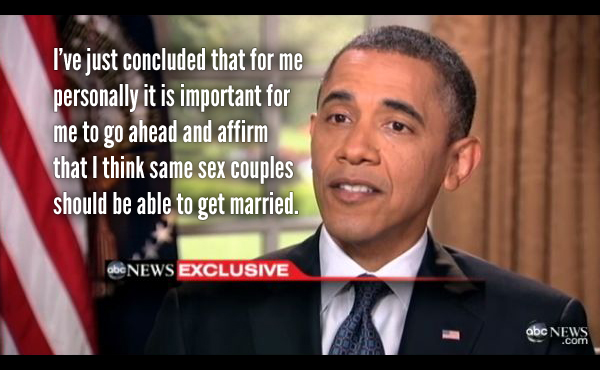 I've just concluded that for me
personally it is important for
me to go ahead and affirm
that I think same sex couples
should be able to get married.
abc NEWS EXCLUSIVE
abc NEWS
.com